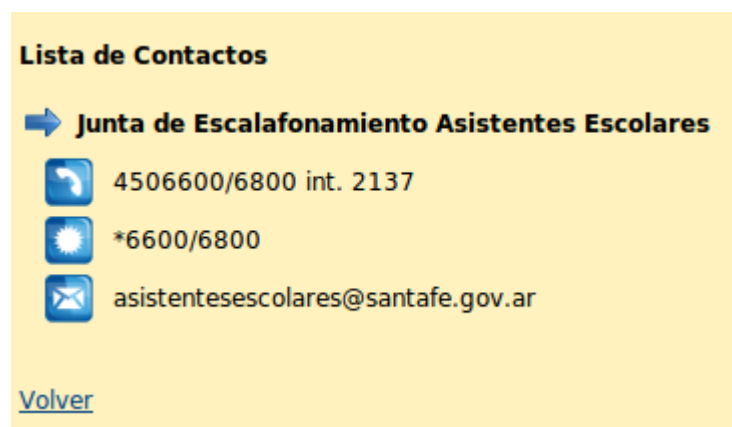 Lista de Contactos
Junta de Escalafonamiento Asistentes Escolares
4506600/6800 int. 2137
*6600/6800
asistentesescolares@santafe.gov.ar
Volver